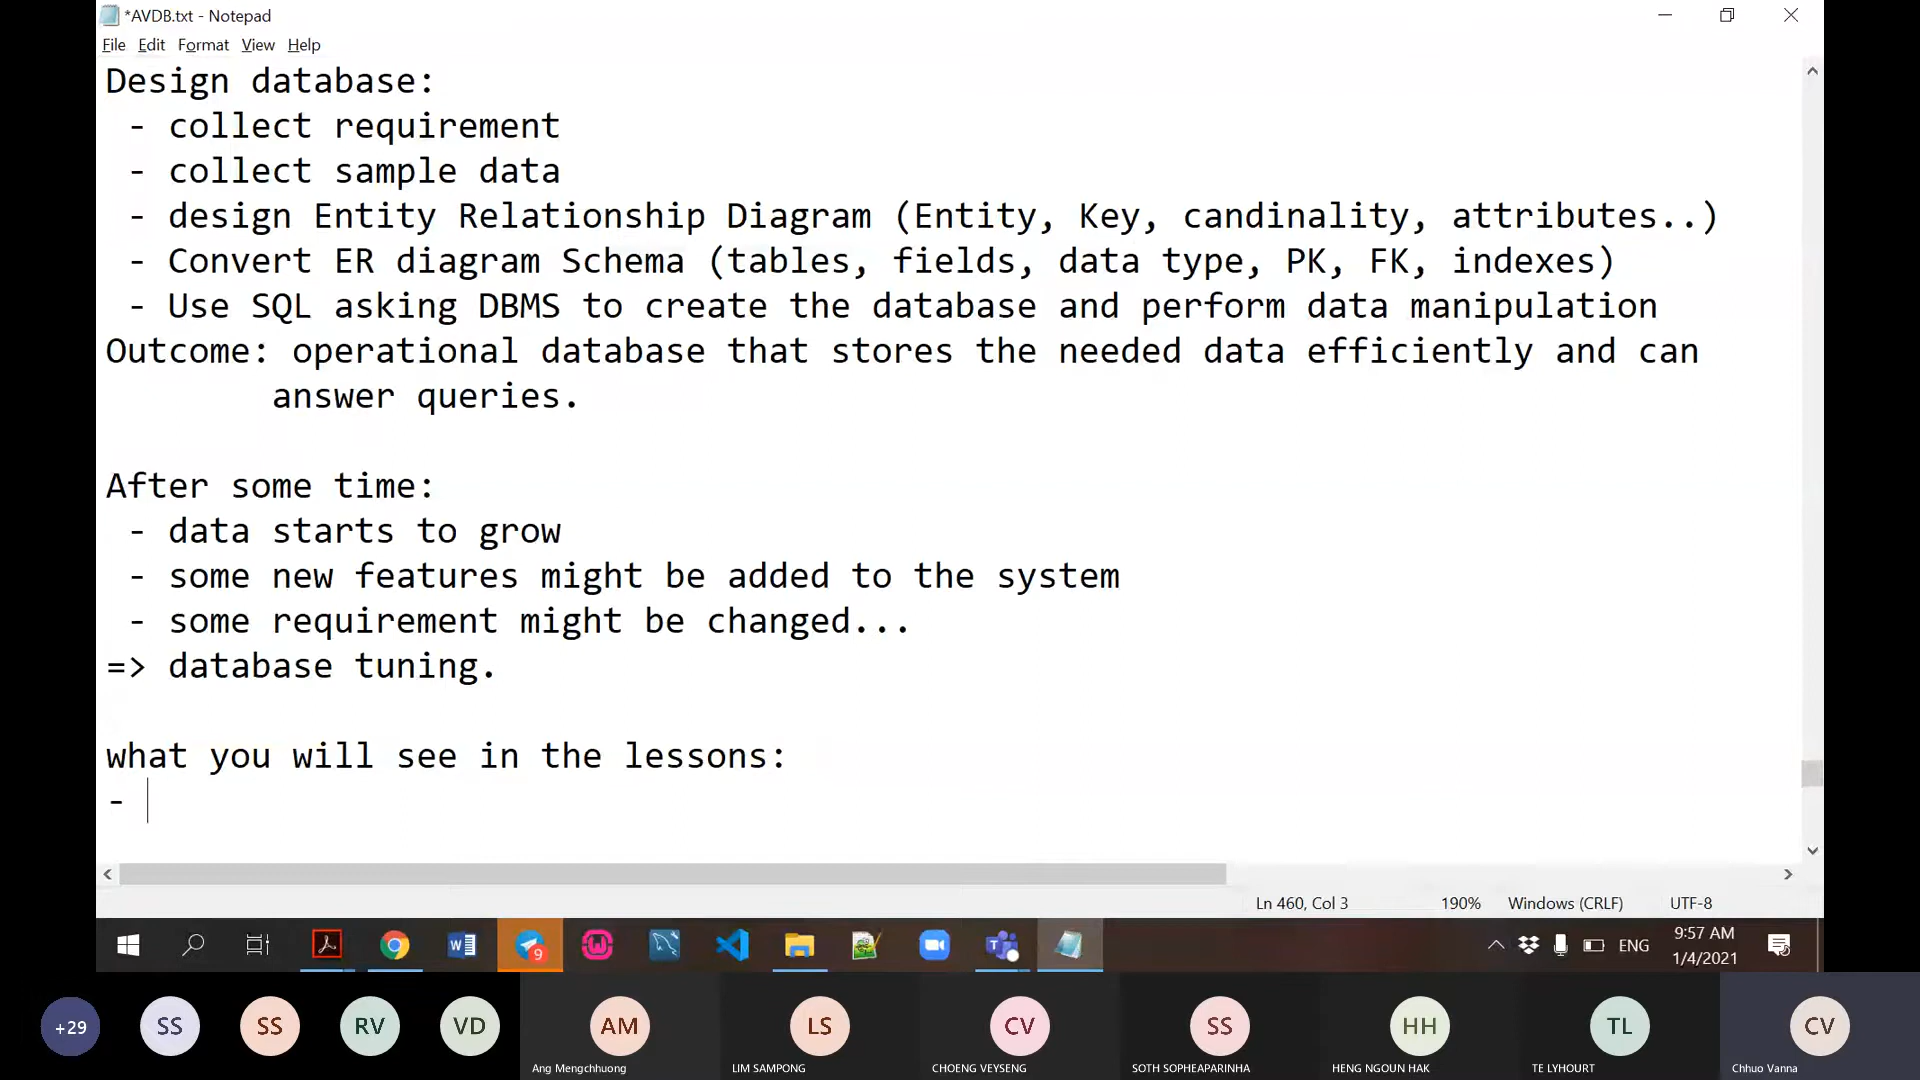 *AVDB.txt - Notepad
File Edit Format View Help
Design database:
- collect requirement
- collect sample data
- design Entity Relationship Diagram (Entity, Key, candinality, attributes..)
- Convert ER diagram Schema (tables, fields, data type, PK, FK, indexes)
- Use SQL asking DBMS to create the database and perform data manipulation
Outcome: operational database that stores the needed data efficiently and can
answer queries.
After some time:
- data starts to grow
- some new features might be added to the system
- some requirement might be changed...
=> database tuning.
what you will see in the lessons:
-
Ln 460, Col 3 190% Windows (CRLF) UTF-8
9
ENG
9:57 AM
1/4/2021
+29 SS SS RV VD AM LS CV SS HH TL CV
Ang Mengchhuong LIM SAMPONG CHOENG VEYSENG SOTH SOPHEAPARINHA HENG NGOUN HAK TE LYHOURT Chhuo Vanna